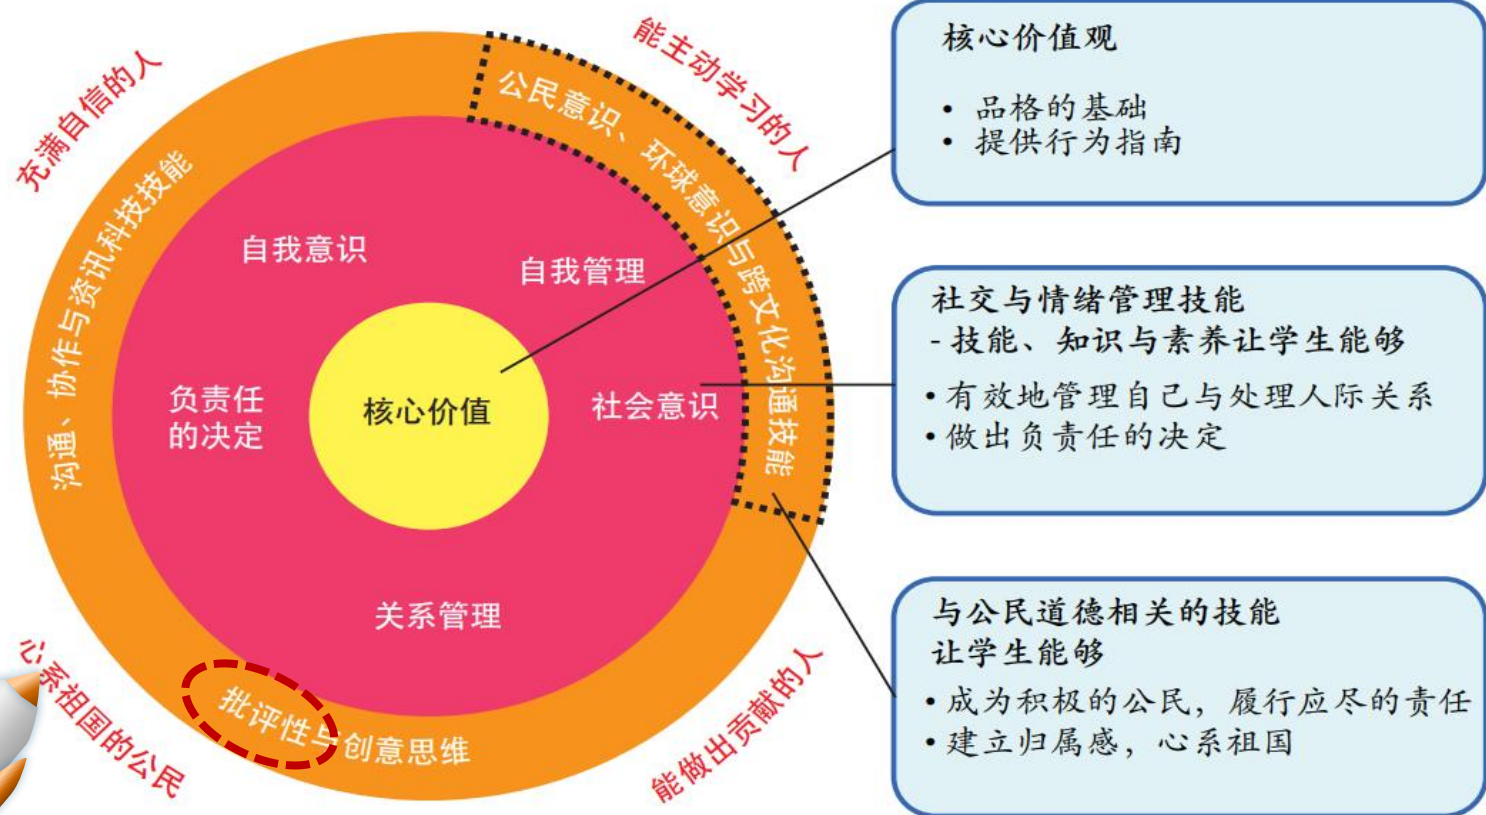 充满自信的人
能主动学习的人
公民意识、环球意识与跨文化沟通技能
沟通、协作与资讯科技技能
自我意识
自我管理
负责任
的决定
核心价值
社会意识
关系管理
批评性与创意思维
心系祖国的公民
能做出贡献的人
核心价值观
• 品格的基础
• 提供行为指南
社交与情绪管理技能
- 技能、知识与素养让学生能够
• 有效地管理自己与处理人际关系
• 做出负责任的决定
与公民道德相关的技能
让学生能够
• 成为积极的公民，履行应尽的责任
• 建立归属感，心系祖国